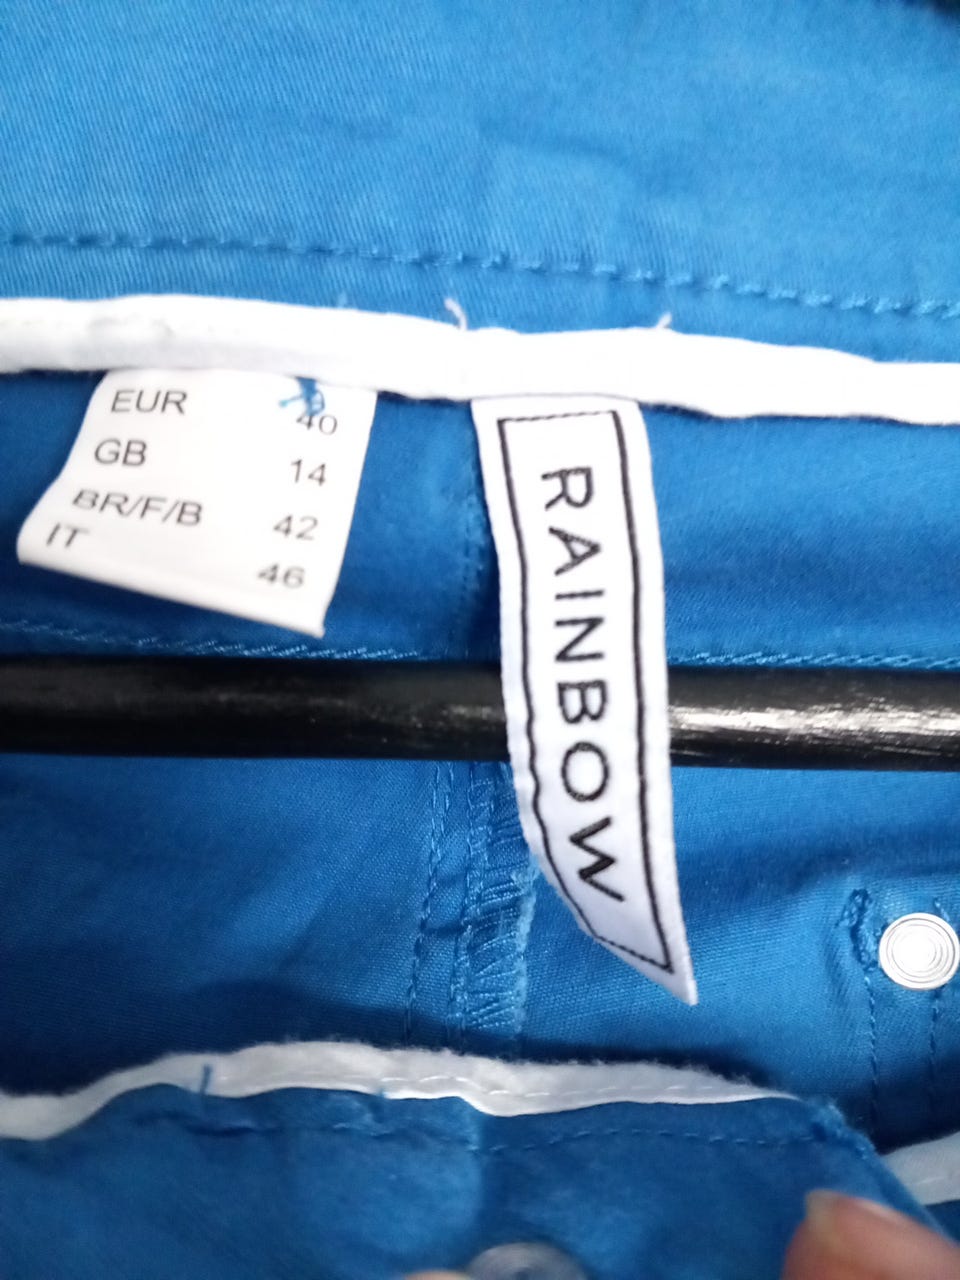 EUR 40
GB 14
BR/F/B 42
IT 46
RAINBOW